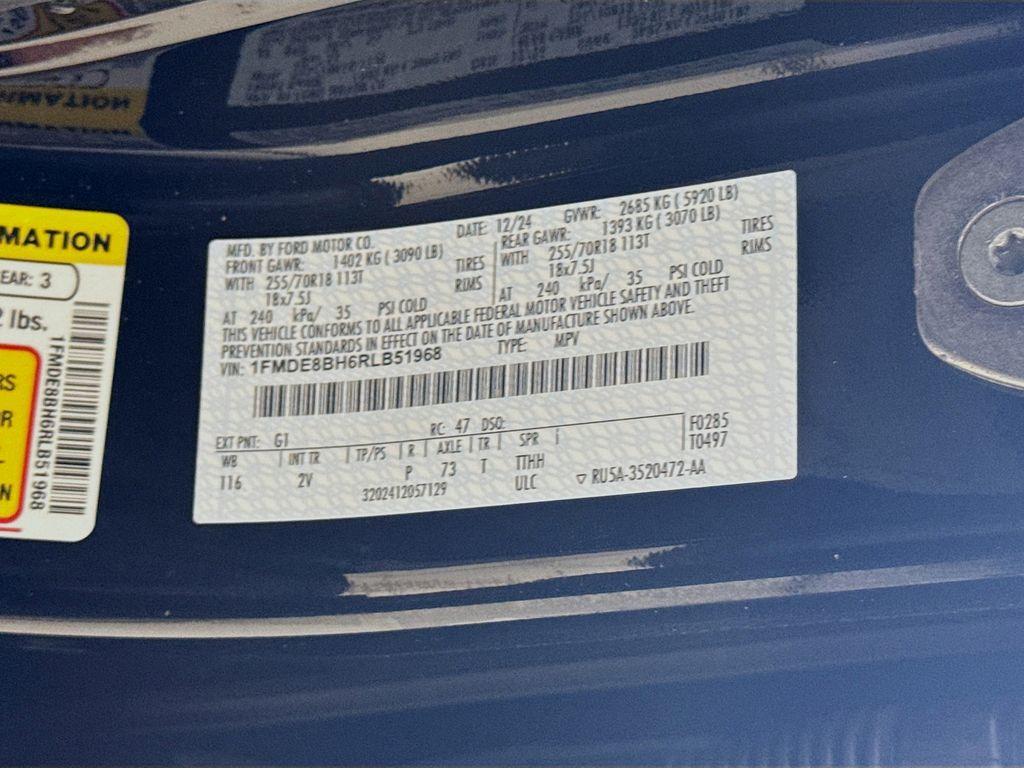 MATION
EAR: 3
2 lbs.
RS
OR
N
1FMDE8BH6RLB51968
MFD. BY FORD MOTOR CO. DATE: 12/24 GVWR: 2685 KG ( 5920 LB)
FRONT GAWR: 1402 KG ( 3090 LB) REAR GAWR: 1393 KG ( 3070 LB)
WITH 255/70R18 113T TIRES WITH 255/70R18 113T TIRES
18x7.5J RIMS 18x7.5J RIMS
AT 240 kPa/ 35 PSI COLD AT 240 kPa/ 35 PSI COLD
THIS VEHICLE CONFORMS TO ALL APPLICABLE FEDERAL MOTOR VEHICLE SAFETY AND THEFT
PREVENTION STANDARDS IN EFFECT ON THE DATE OF MANUFACTURE SHOWN ABOVE.
VIN: 1FMDE8BH6RLB51968 TYPE: MPV
EXT PNT: G1 RC: 47 DSO: F0285
WB INT TR TP/PS R AXLE TR SPR T0497
116 2V P 73 T TTHH
3202412057129 ULC RU5A-3520472-AA